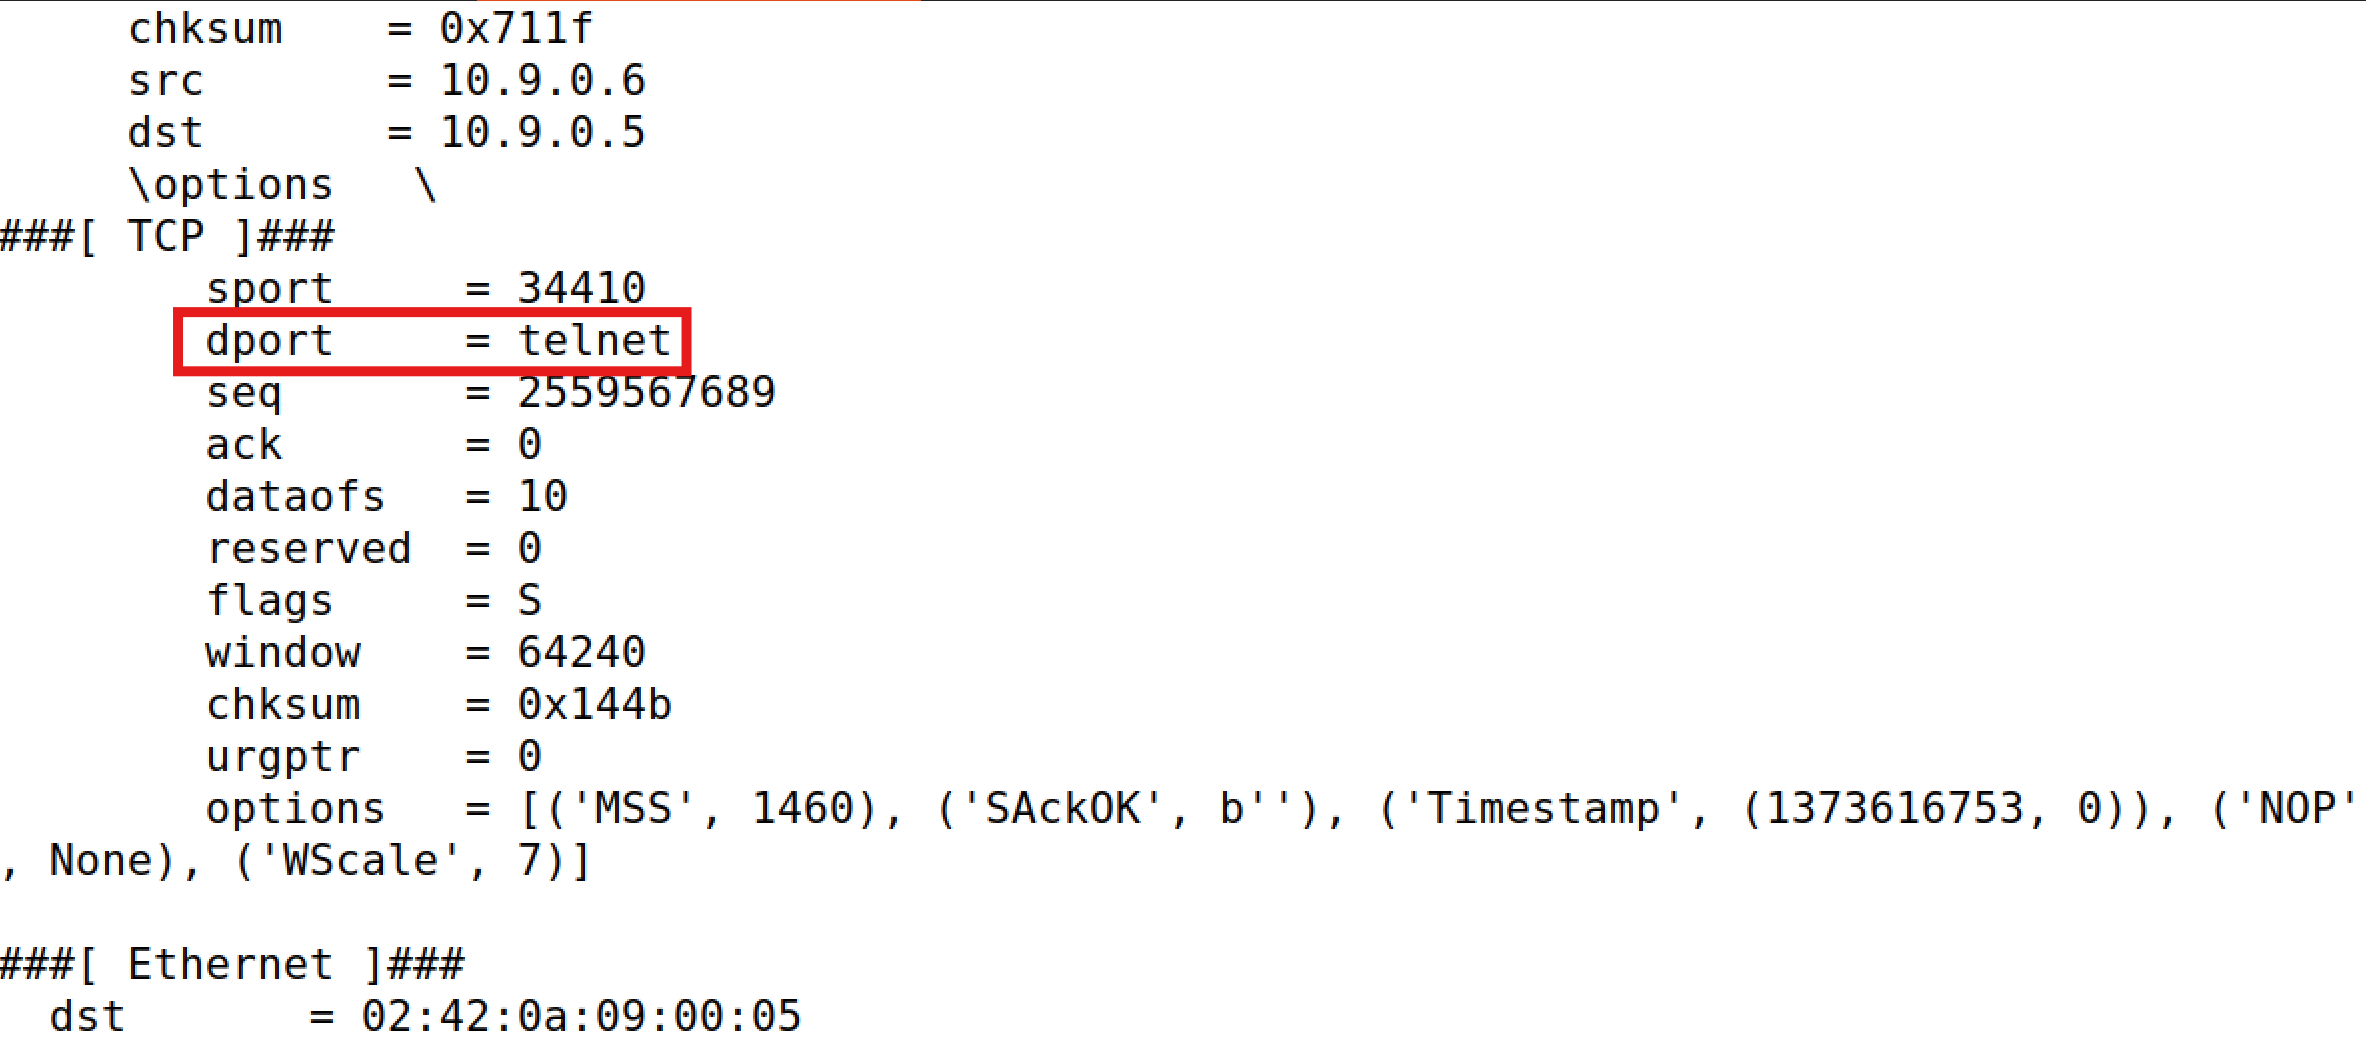 chksum = 0x711f
src = 10.9.0.6
dst = 10.9.0.5
\options \
###[ TCP ]###
sport = 34410
dport = telnet
seq = 2559567689
ack = 0
dataofs = 10
reserved = 0
flags = S
window = 64240
chksum = 0x144b
urgptr = 0
options = [('MSS', 1460), ('SAckOK', b''), ('Timestamp', (1373616753, 0)), ('NOP'
, None), ('WScale', 7)]
###[ Ethernet ]###
dst = 02:42:0a:09:00:05